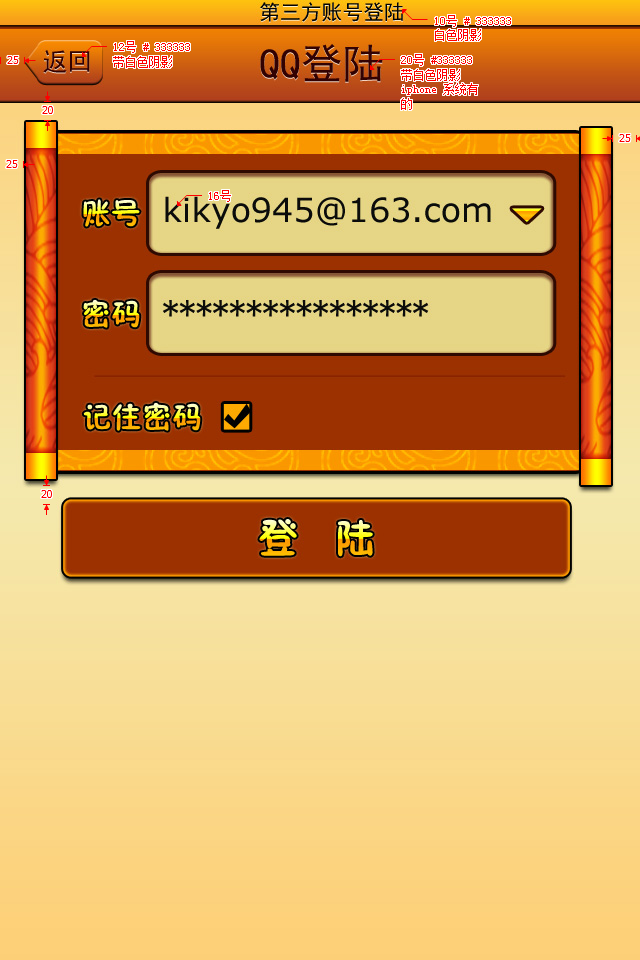 第三方账号登陆
10号 # 333333
白色阴影
返回
12号 # 333333
带白色阴影
QQ登陆
20号 #333333
带白色阴影
iphone 系统有
的
25
20
25
25
账号
16号
kikyo945@163.com
密码
****************
记住密码
20
登 陆